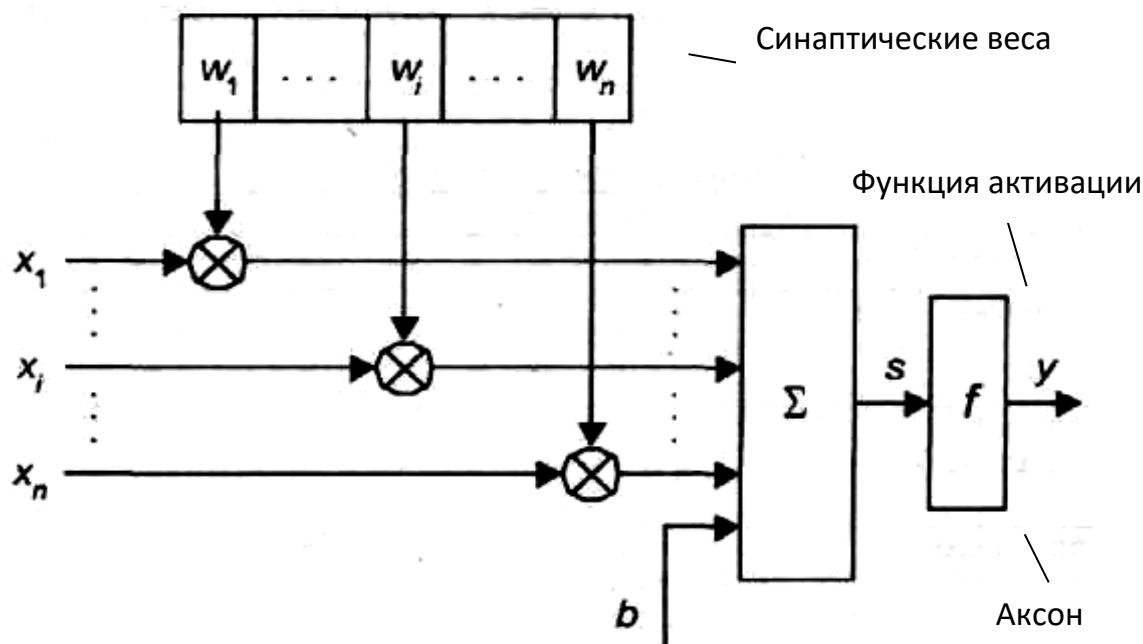 Синаптические веса
w₁ . . . wᵢ . . . wₙ
Функция активации
x₁
xᵢ
s
y
Σ
f
xₙ
b
Аксон